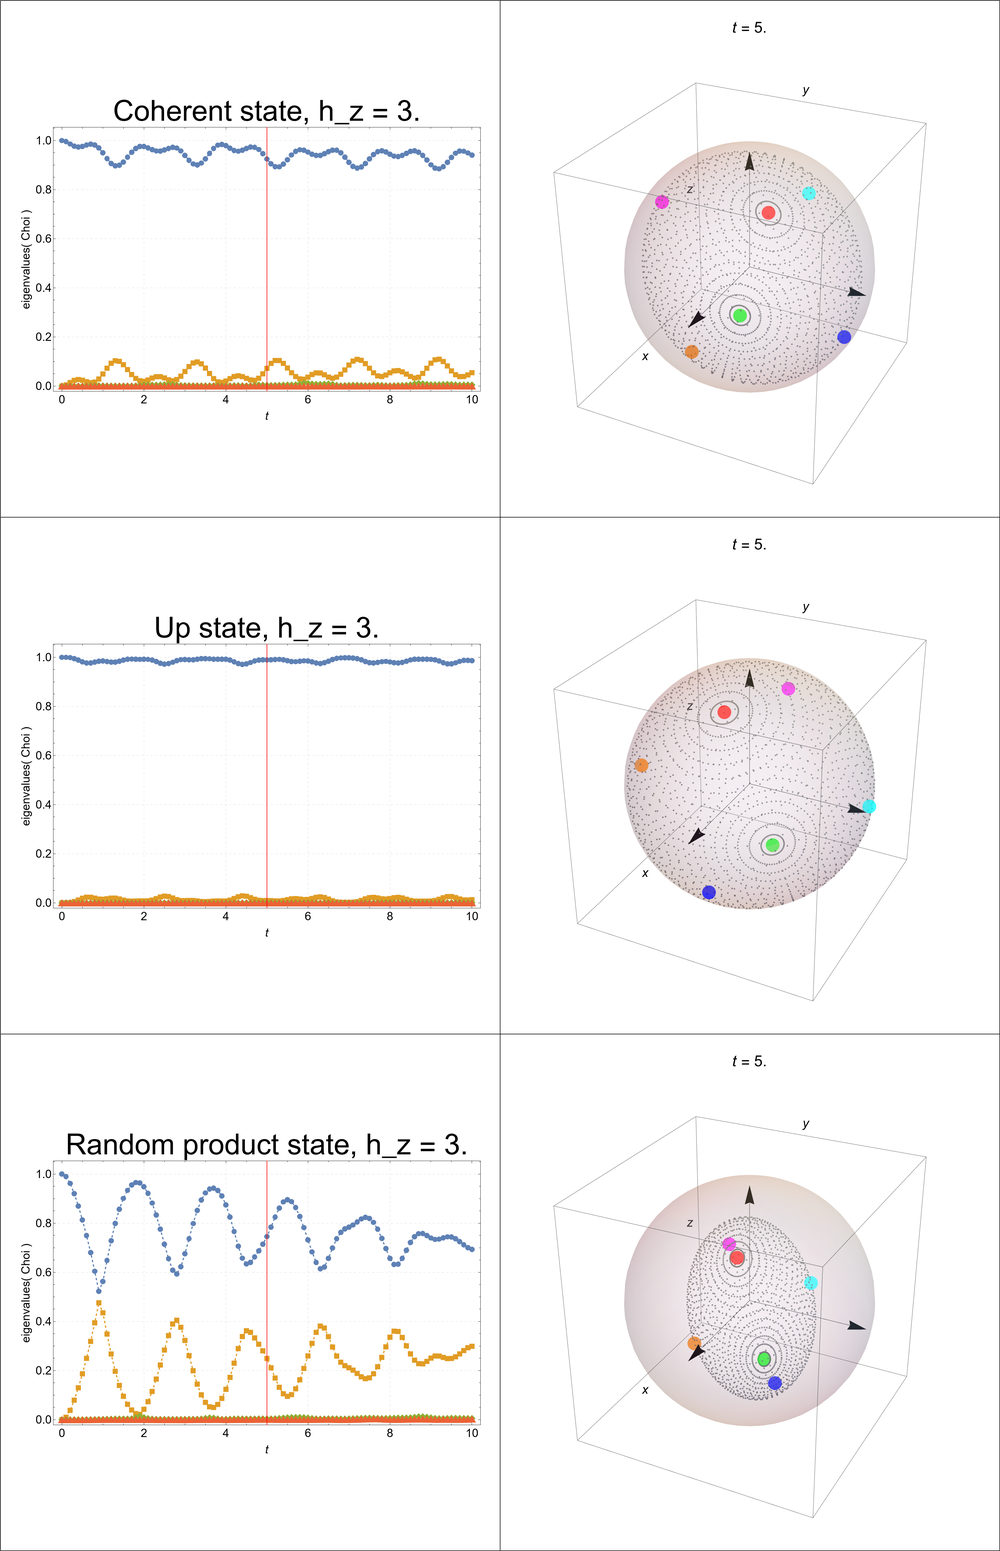 Coherent state, h_z = 3.
eigenvalues( Choi )
1.0
0.8
0.6
0.4
0.2
0.0
0 2 4 6 8 10
t
t = 5.
y
z
x
Up state, h_z = 3.
eigenvalues( Choi )
1.0
0.8
0.6
0.4
0.2
0.0
0 2 4 6 8 10
t
t = 5.
y
z
x
Random product state, h_z = 3.
eigenvalues( Choi )
1.0
0.8
0.6
0.4
0.2
0.0
0 2 4 6 8 10
t
t = 5.
y
z
x